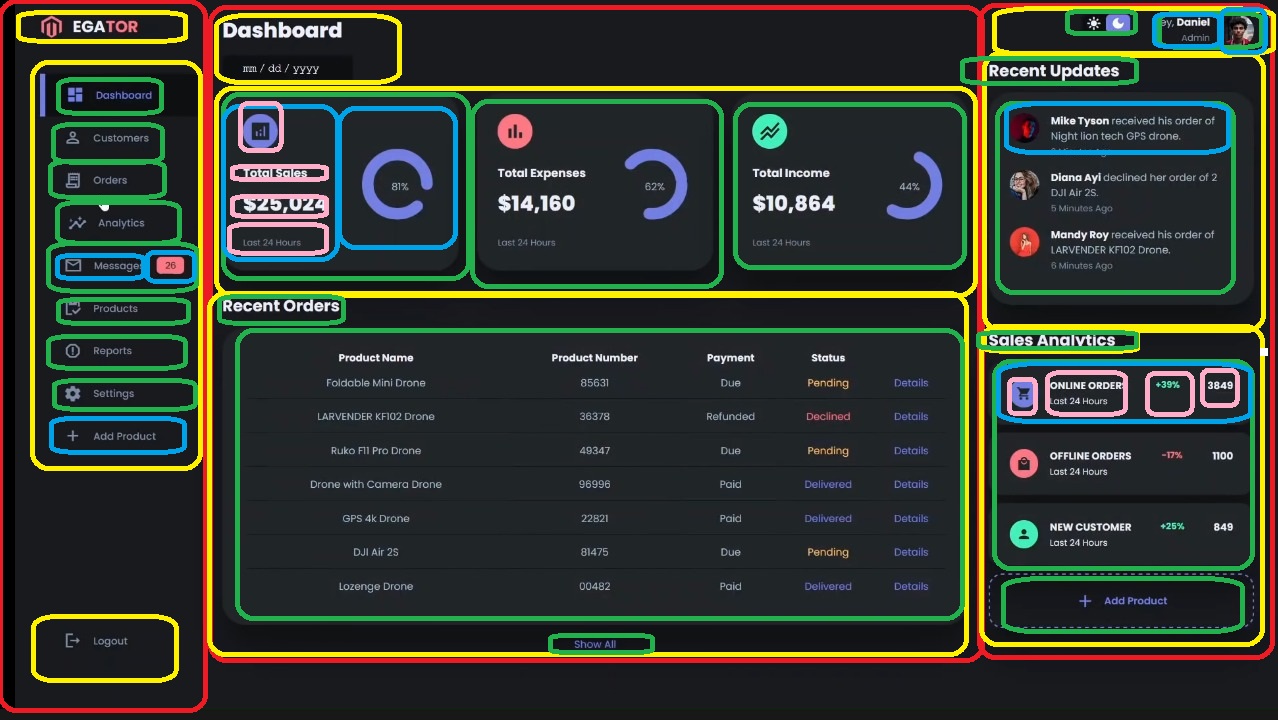 EGATOR
Dashboard
Customers
Orders
Analytics
Messages
26
Products
Reports
Settings
Add Product
Logout
Dashboard
mm / dd / yyyy
Total Sales
$25,024
Last 24 Hours
81%
Total Expenses
$14,160
Last 24 Hours
62%
Total Income
$10,864
Last 24 Hours
44%
Recent Orders
Product Name Product Number Payment Status
Foldable Mini Drone 85631 Due Pending Details
LARVENDER KF102 Drone 36378 Refunded Declined Details
Ruko F11 Pro Drone 49347 Due Pending Details
Drone with Camera Drone 96996 Paid Delivered Details
GPS 4k Drone 22821 Paid Delivered Details
DJI Air 2S 81475 Due Pending Details
Lozenge Drone 00482 Paid Delivered Details
Show All
Daniel
Admin
Recent Updates
Mike Tyson received his order of
Night lion tech GPS drone.
Diana Ayi declined her order of 2
DJI Air 2S.
5 Minutes Ago
Mandy Roy received his order of
LARVENDER KF102 Drone.
6 Minutes Ago
Sales Analytics
ONLINE ORDERS +39% 3849
Last 24 Hours
OFFLINE ORDERS -17% 1100
Last 24 Hours
NEW CUSTOMER +25% 849
Last 24 Hours
Add Product